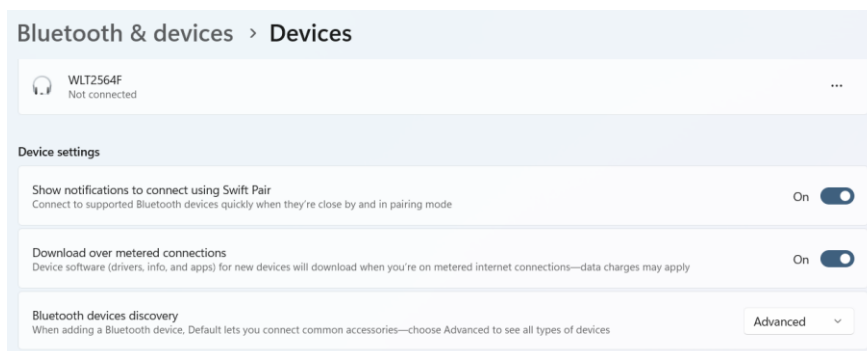 Bluetooth & devices > Devices
WLT2564F
Not connected
...
Device settings
Show notifications to connect using Swift Pair
On
Connect to supported Bluetooth devices quickly when they're close by and in pairing mode
Download over metered connections
On
Device software (drivers, info, and apps) for new devices will download when you're on metered internet connections—data charges may apply
Bluetooth devices discovery
Advanced
When adding a Bluetooth device, Default lets you connect common accessories—choose Advanced to see all types of devices